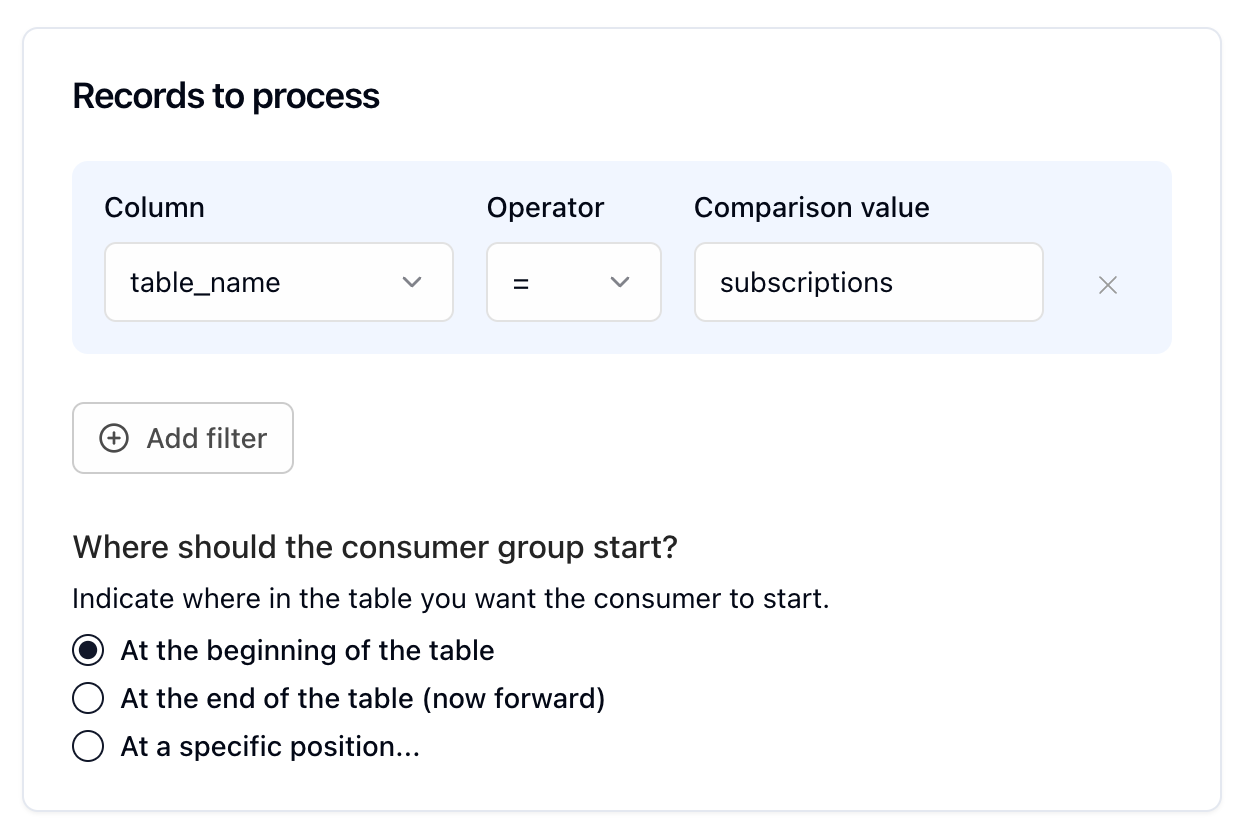 Records to process
Column Operator Comparison value
table_name = subscriptions
Add filter
Where should the consumer group start?
Indicate where in the table you want the consumer to start.
At the beginning of the table
At the end of the table (now forward)
At a specific position...